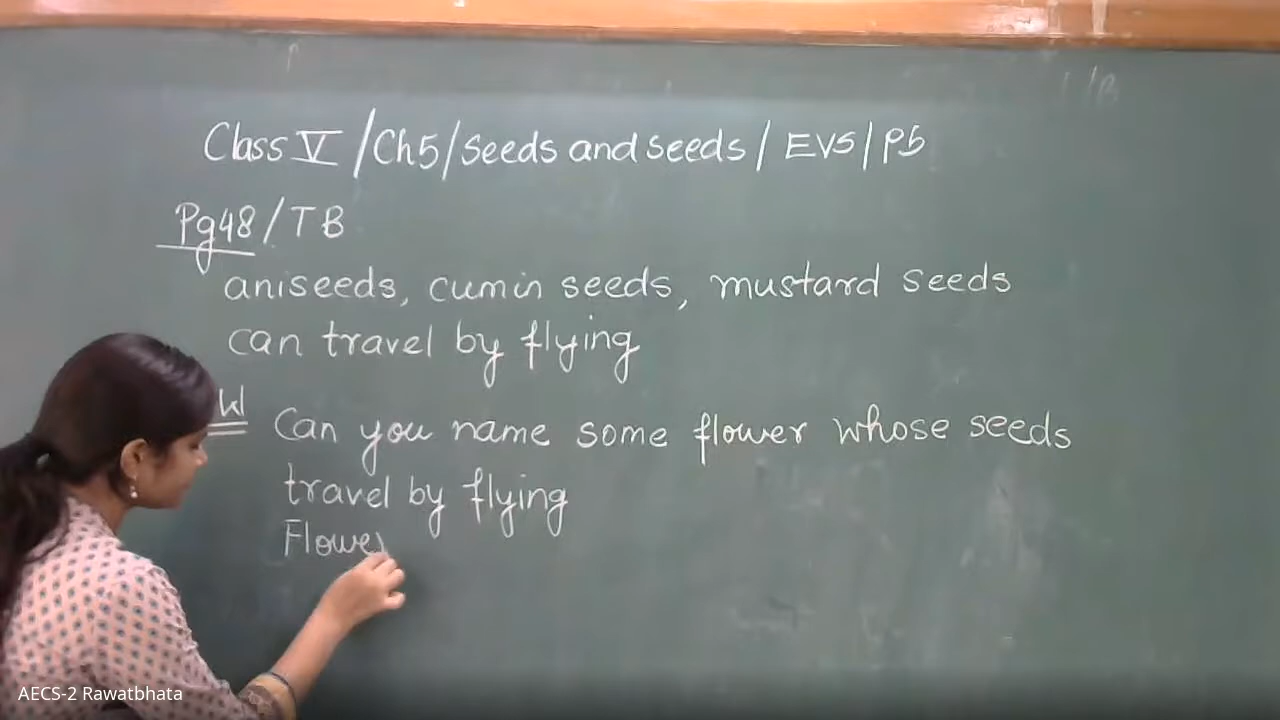 Class V /Ch5/Seeds and seeds / EVS/P5
Pg48/TB
aniseeds, cumin seeds, mustard seeds
can travel by flying
W Can you name some flower whose seeds
travel by flying
Flower
AECS-2 Rawatbhata